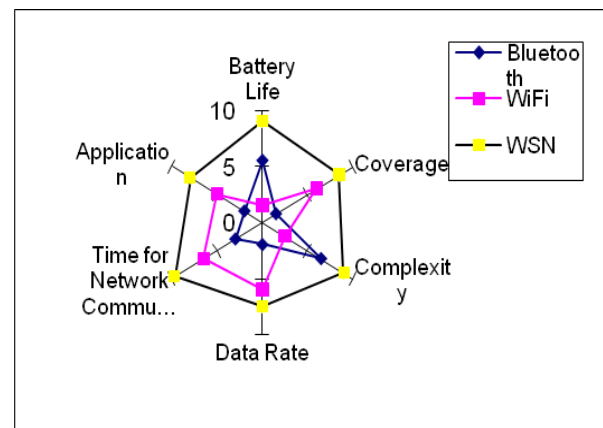 Battery
Life
10
5
0
Coverage
Complexit
y
Data Rate
Time for
Network
Commu...
Applicatio
n
Bluetoo
th
WiFi
WSN